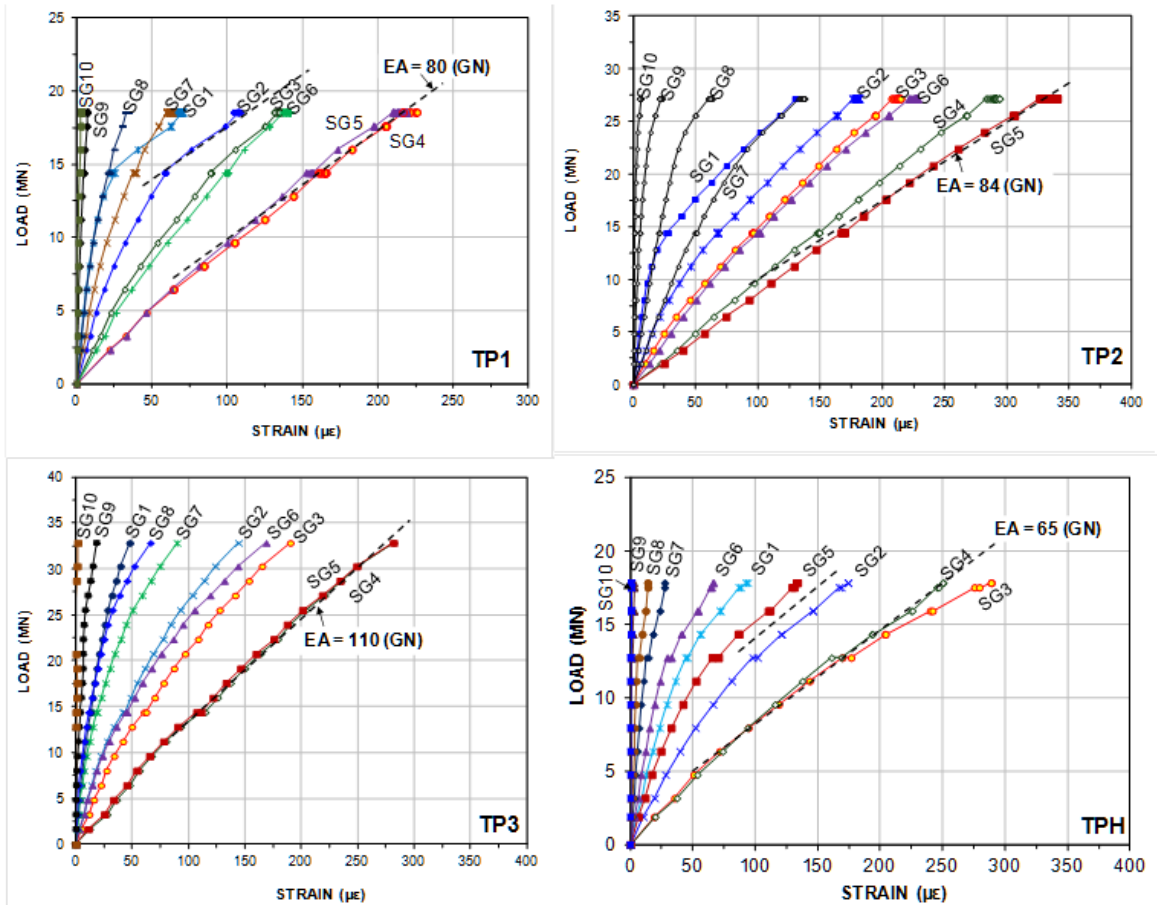 25
20
15
10
5
0
0 50 100 150 200 250 300
LOAD (MN)
STRAIN (µε)
SG10
SG9
SG8
SG7
SG1
SG2
SG3
SG6
SG5
SG4
EA = 80 (GN)
TP1
35
30
25
20
15
10
5
0
0 50 100 150 200 250 300 350 400
LOAD (MN)
STRAIN (µε)
SG10
SG9
SG8
SG1
SG7
SG2
SG3
SG6
SG4
SG5
EA = 84 (GN)
TP2
40
35
30
25
20
15
10
5
0
0 50 100 150 200 250 300 350 400
LOAD (MN)
STRAIN (µε)
SG10
SG9
SG1
SG8
SG7
SG2
SG6
SG3
SG5
SG4
EA = 110 (GN)
TP3
25
20
15
10
5
0
0 50 100 150 200 250 300 350 400
LOAD (MN)
STRAIN (µε)
SG10
SG9
SG8
SG7
SG6
SG1
SG5
SG2
SG4
SG3
EA = 65 (GN)
TPH